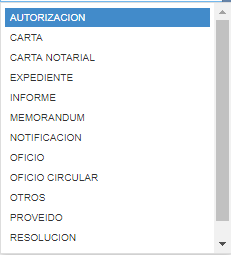 AUTORIZACION
CARTA
CARTA NOTARIAL
EXPEDIENTE
INFORME
MEMORANDUM
NOTIFICACION
OFICIO
OFICIO CIRCULAR
OTROS
PROVEIDO
RESOLUCION